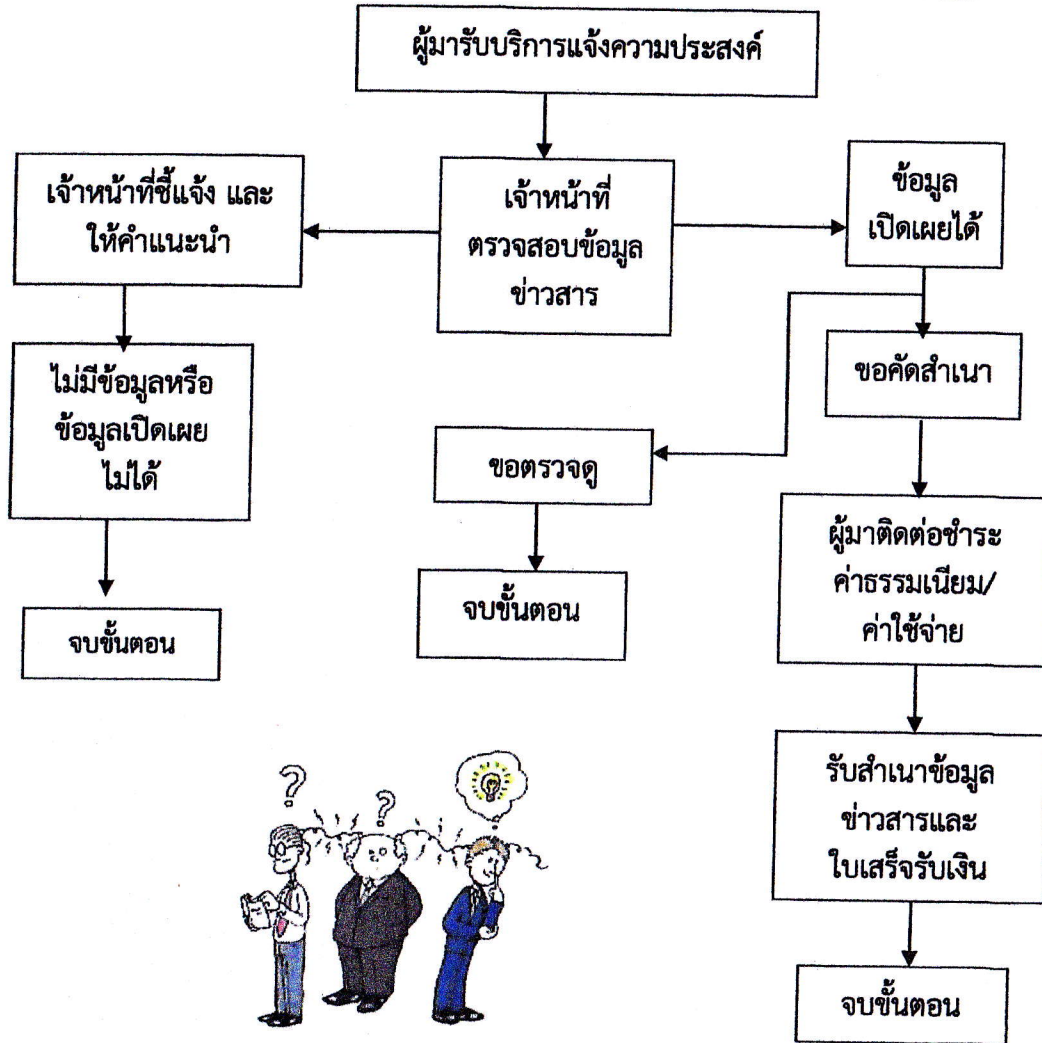 ผู้มารับบริการแจ้งความประสงค์
เจ้าหน้าที่ชี้แจง และ
ให้คำแนะนำ
เจ้าหน้าที่
ตรวจสอบข้อมูล
ข่าวสาร
ข้อมูล
เปิดเผยได้
ไม่มีข้อมูลหรือ
ข้อมูลเปิดเผย
ไม่ได้
ขอคัดสำเนา
ขอตรวจดู
ผู้มาติดต่อชำระ
ค่าธรรมเนียม/
ค่าใช้จ่าย
จบขั้นตอน
จบขั้นตอน
รับสำเนาข้อมูล
ข่าวสารและ
ใบเสร็จรับเงิน
? ?
จบขั้นตอน